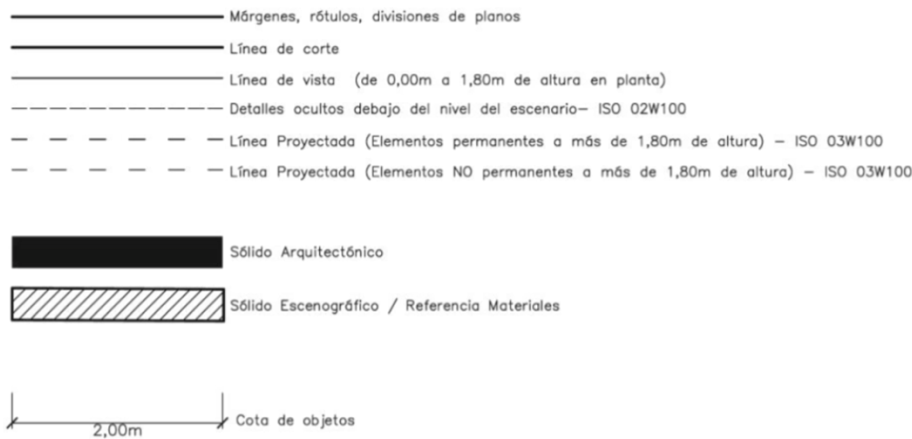 Márgenes, rótulos, divisiones de planos
Línea de corte
Línea de vista (de 0,00m a 1,80m de altura en planta)
Detalles ocultos debajo del nivel del escenario– ISO 02W100
Línea Proyectada (Elementos permanentes a más de 1,80m de altura) – ISO 03W100
Línea Proyectada (Elementos NO permanentes a más de 1,80m de altura) – ISO 03W100
Sólido Arquitectónico
Sólido Escenográfico / Referencia Materiales
2,00m
Cota de objetos